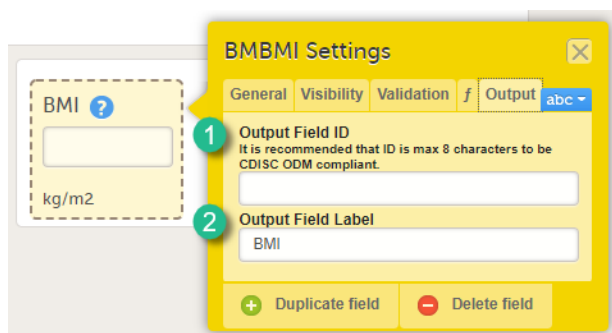 BMBMI Settings
General Visibility Validation f Output abc
BMI ?
kg/m2
1 Output Field ID
It is recommended that ID is max 8 characters to be
CDISC ODM compliant.
2 Output Field Label
BMI
Duplicate field Delete field